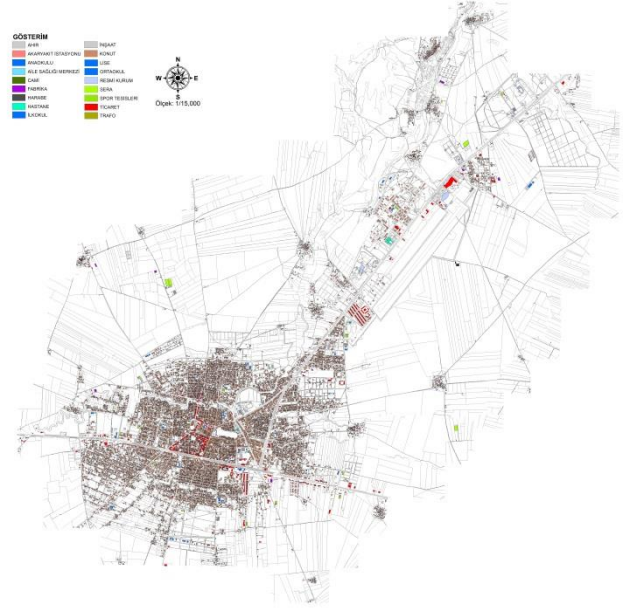 GÖSTERİM
AHIR
AKARYAKIT İSTASYONU
ANAOKULU
AİLE SAĞLIĞI MERKEZİ
CAMİ
FABRİKA
HARABE
HASTANE
İLKOKUL
İNŞAAT
KONUT
LİSE
ORTAOKUL
RESMİ KURUM
SERA
SPOR TESİSLERİ
TİCARET
TRAFO
N
W E
S
Ölçek: 1/15,000